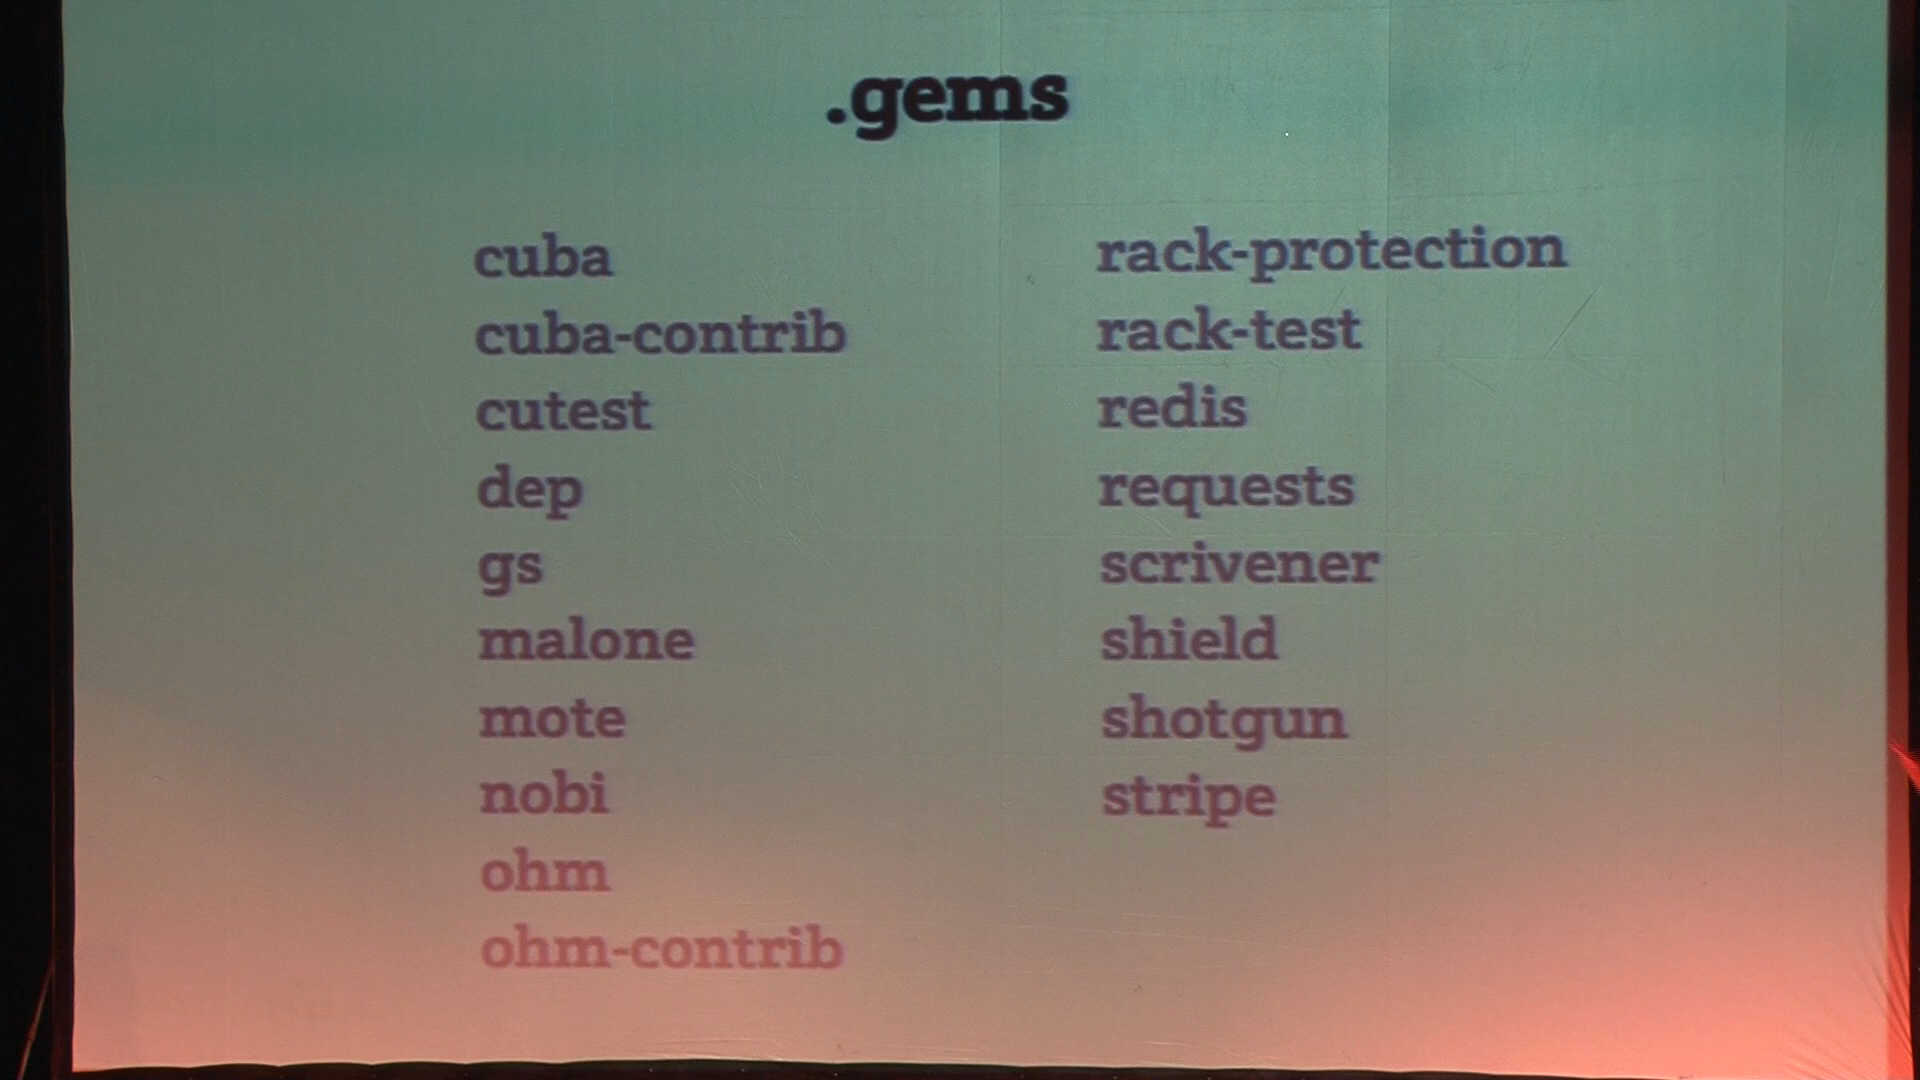 .gems
cuba
cuba-contrib
cutest
dep
gs
malone
mote
nobi
ohm
ohm-contrib
rack-protection
rack-test
redis
requests
scrivener
shield
shotgun
stripe